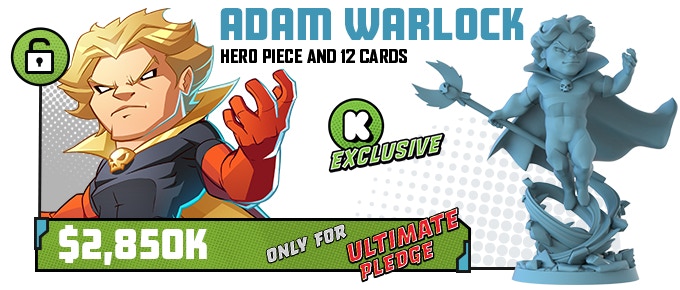 ADAM WARLOCK
HERO PIECE AND 12 CARDS
K
EXCLUSIVE
$2,850K
ONLY FOR
ULTIMATE
PLEDGE